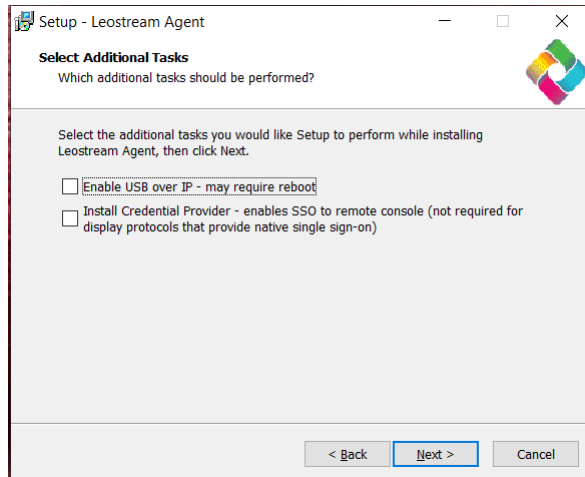 Setup - Leostream Agent
Select Additional Tasks
Which additional tasks should be performed?
Select the additional tasks you would like Setup to perform while installing
Leostream Agent, then click Next.
Enable USB over IP - may require reboot
Install Credential Provider - enables SSO to remote console (not required for
display protocols that provide native single sign-on)
< Back
Next >
Cancel